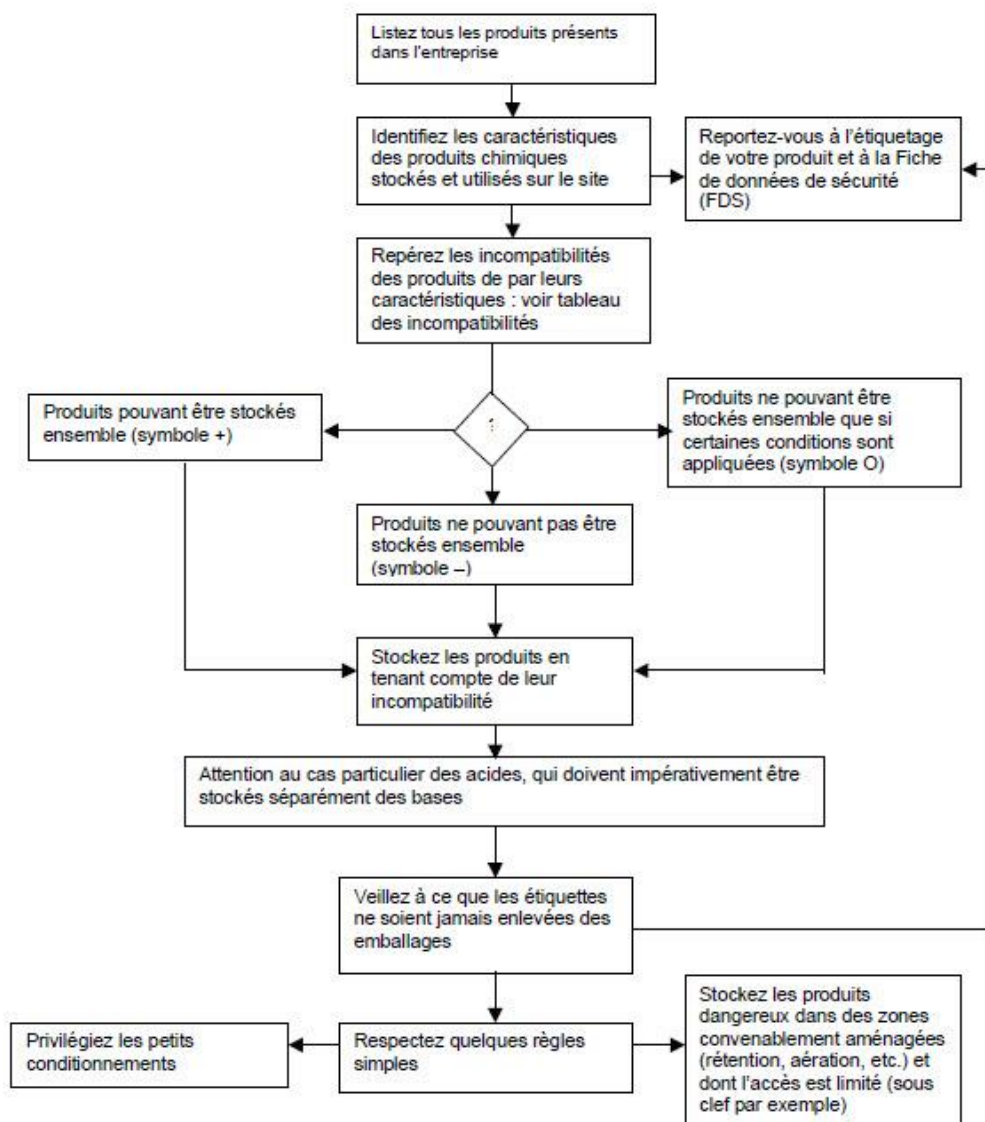 Listez tous les produits présents
dans l'entreprise
Identifiez les caractéristiques
des produits chimiques
stockés et utilisés sur le site
Reportez-vous à l'étiquetage
de votre produit et à la Fiche
de données de sécurité
(FDS)
Repérez les incompatibilités
des produits de par leurs
caractéristiques : voir tableau
des incompatibilités
Produits pouvant être stockés
ensemble (symbole +)
?
Produits ne pouvant être
stockés ensemble que si
certaines conditions sont
appliquées (symbole O)
Produits ne pouvant pas être
stockés ensemble
(symbole –)
Stockez les produits en
tenant compte de leur
incompatibilité
Attention au cas particulier des acides, qui doivent impérativement être
stockés séparément des bases
Veillez à ce que les étiquettes
ne soient jamais enlevées des
emballages
Privilégiez les petits
conditionnements
Respectez quelques règles
simples
Stockez les produits
dangereux dans des zones
convenablement aménagées
(rétention, aération, etc.) et
dont l'accès est limité (sous
clef par exemple)